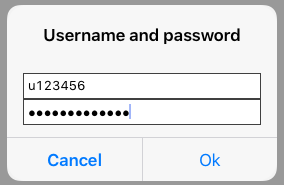 Username and password
u123456
●●●●●●●●●●●●●
Cancel
Ok